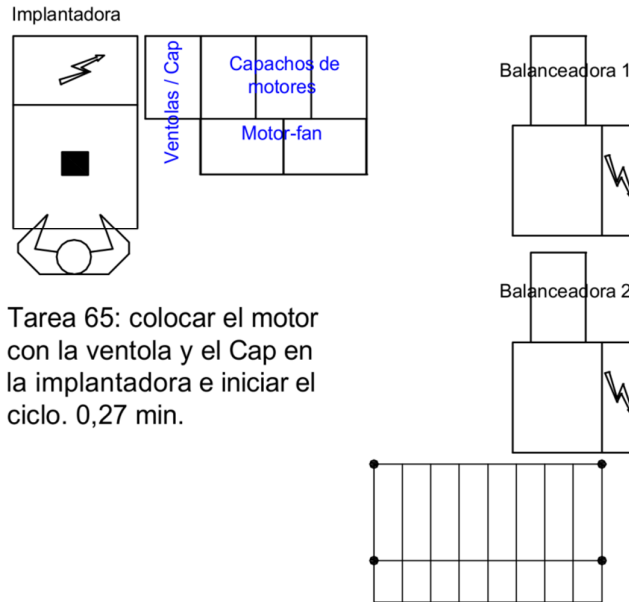 Implantadora
Ventolas / Cap
Capachos de
motores
Motor-fan
Balanceadora 1
Balanceadora 2
Tarea 65: colocar el motor
con la ventola y el Cap en
la implantadora e iniciar el
ciclo. 0,27 min.